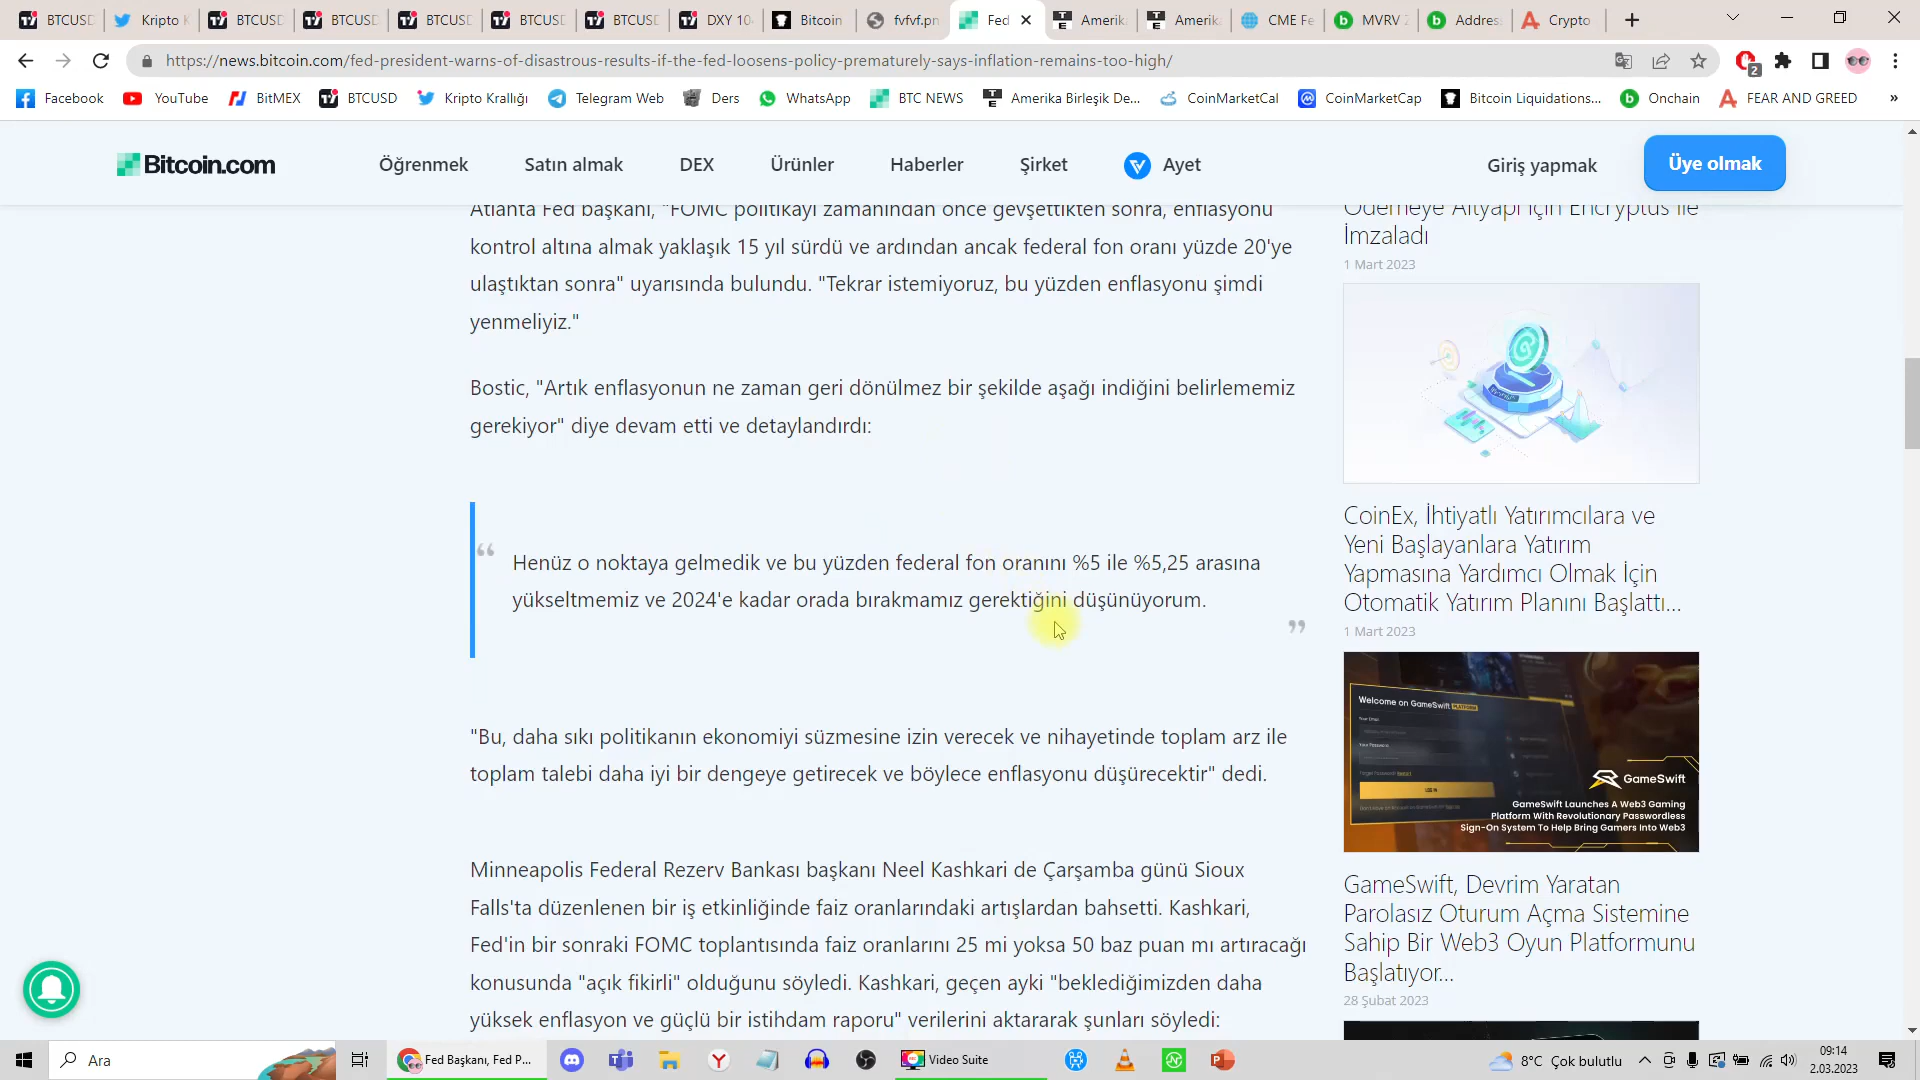 BTCUSD
Kripto K
BTCUSD
BTCUSD
BTCUSD
BTCUSD
BTCUSD
DXY 104
Bitcoin
fvfvf.pn
Fed
Amerika
Amerika
CME Fe
MVRV Z
Addres
Crypto
https://news.bitcoin.com/fed-president-warns-of-disastrous-results-if-the-fed-loosens-policy-prematurely-says-inflation-remains-too-high/
2
Facebook
YouTube
BitMEX
BTCUSD
Kripto Krallığı
Telegram Web
Ders
WhatsApp
BTC NEWS
Amerika Birleşik De...
CoinMarketCal
CoinMarketCap
Bitcoin Liquidations...
Onchain
FEAR AND GREED
»
Bitcoin.com
Öğrenmek
Satın almak
DEX
Ürünler
Haberler
Şirket
Ayet
Giriş yapmak
Üye olmak
Atlanta Fed başkanı, "FOMC politikayı zamanından önce gevşettikten sonra, enflasyonu
kontrol altına almak yaklaşık 15 yıl sürdü ve ardından ancak federal fon oranı yüzde 20'ye
ulaştıktan sonra" uyarısında bulundu. "Tekrar istemiyoruz, bu yüzden enflasyonu şimdi
yenmeliyiz."
Bostic, "Artık enflasyonun ne zaman geri dönülmez bir şekilde aşağı indiğini belirlememiz
gerekiyor" diye devam etti ve detaylandırdı:
“
Henüz o noktaya gelmedik ve bu yüzden federal fon oranını %5 ile %5,25 arasına
yükseltmemiz ve 2024'e kadar orada bırakmamız gerektiğini düşünüyorum.
”
"Bu, daha sıkı politikanın ekonomiyi süzmesine izin verecek ve nihayetinde toplam arz ile
toplam talebi daha iyi bir dengeye getirecek ve böylece enflasyonu düşürecektir" dedi.
Minneapolis Federal Rezerv Bankası başkanı Neel Kashkari de Çarşamba günü Sioux
Falls'ta düzenlenen bir iş etkinliğinde faiz oranlarındaki artışlardan bahsetti. Kashkari,
Fed'in bir sonraki FOMC toplantısında faiz oranlarını 25 mi yoksa 50 baz puan mı artıracağı
konusunda "açık fikirli" olduğunu söyledi. Kashkari, geçen ayki "beklediğimizden daha
yüksek enflasyon ve güçlü bir istihdam raporu" verilerini aktararak şunları söyledi:
Ödemeye Altyapı için Encryptus ile
İmzaladı
1 Mart 2023
CoinEx, İhtiyatlı Yatırımcılara ve
Yeni Başlayanlara Yatırım
Yapmasına Yardımcı Olmak İçin
Otomatik Yatırım Planını Başlattı...
1 Mart 2023
Welcome on GameSwift PLATFORM
Your Email
Your Password
LOG IN
GameSwift
GameSwift Launches A Web3 Gaming
Platform With Revolutionary Passwordless
Sign-On System To Help Bring Gamers Into Web3
GameSwift, Devrim Yaratan
Parolasız Oturum Açma Sistemine
Sahip Bir Web3 Oyun Platformunu
Başlatıyor...
28 Şubat 2023
Ara
Fed Başkanı, Fed P...
Video Suite
8°C Çok bulutlu
09:14
2.03.2023